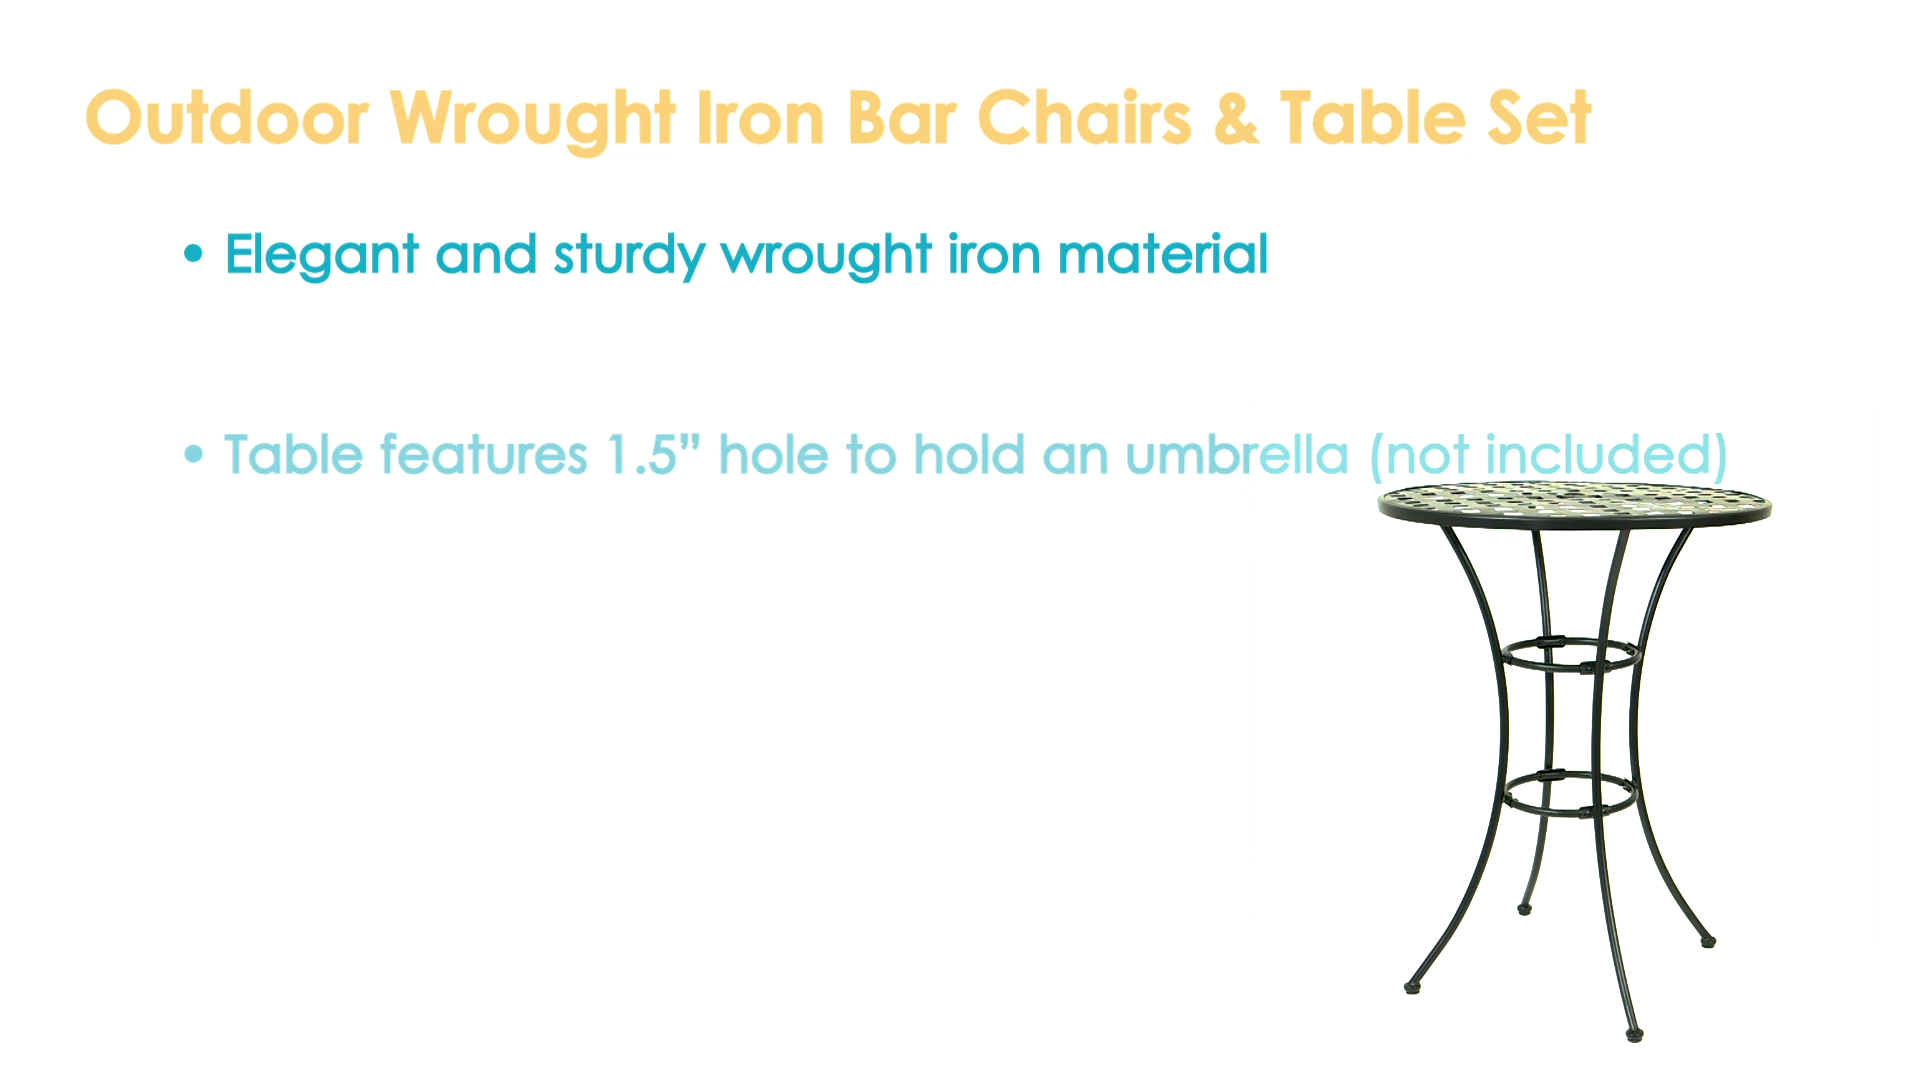 Outdoor Wrought Iron Bar Chairs & Table Set
• Elegant and sturdy wrought iron material
• Table features 1.5” hole to hold an umbrella (not included)